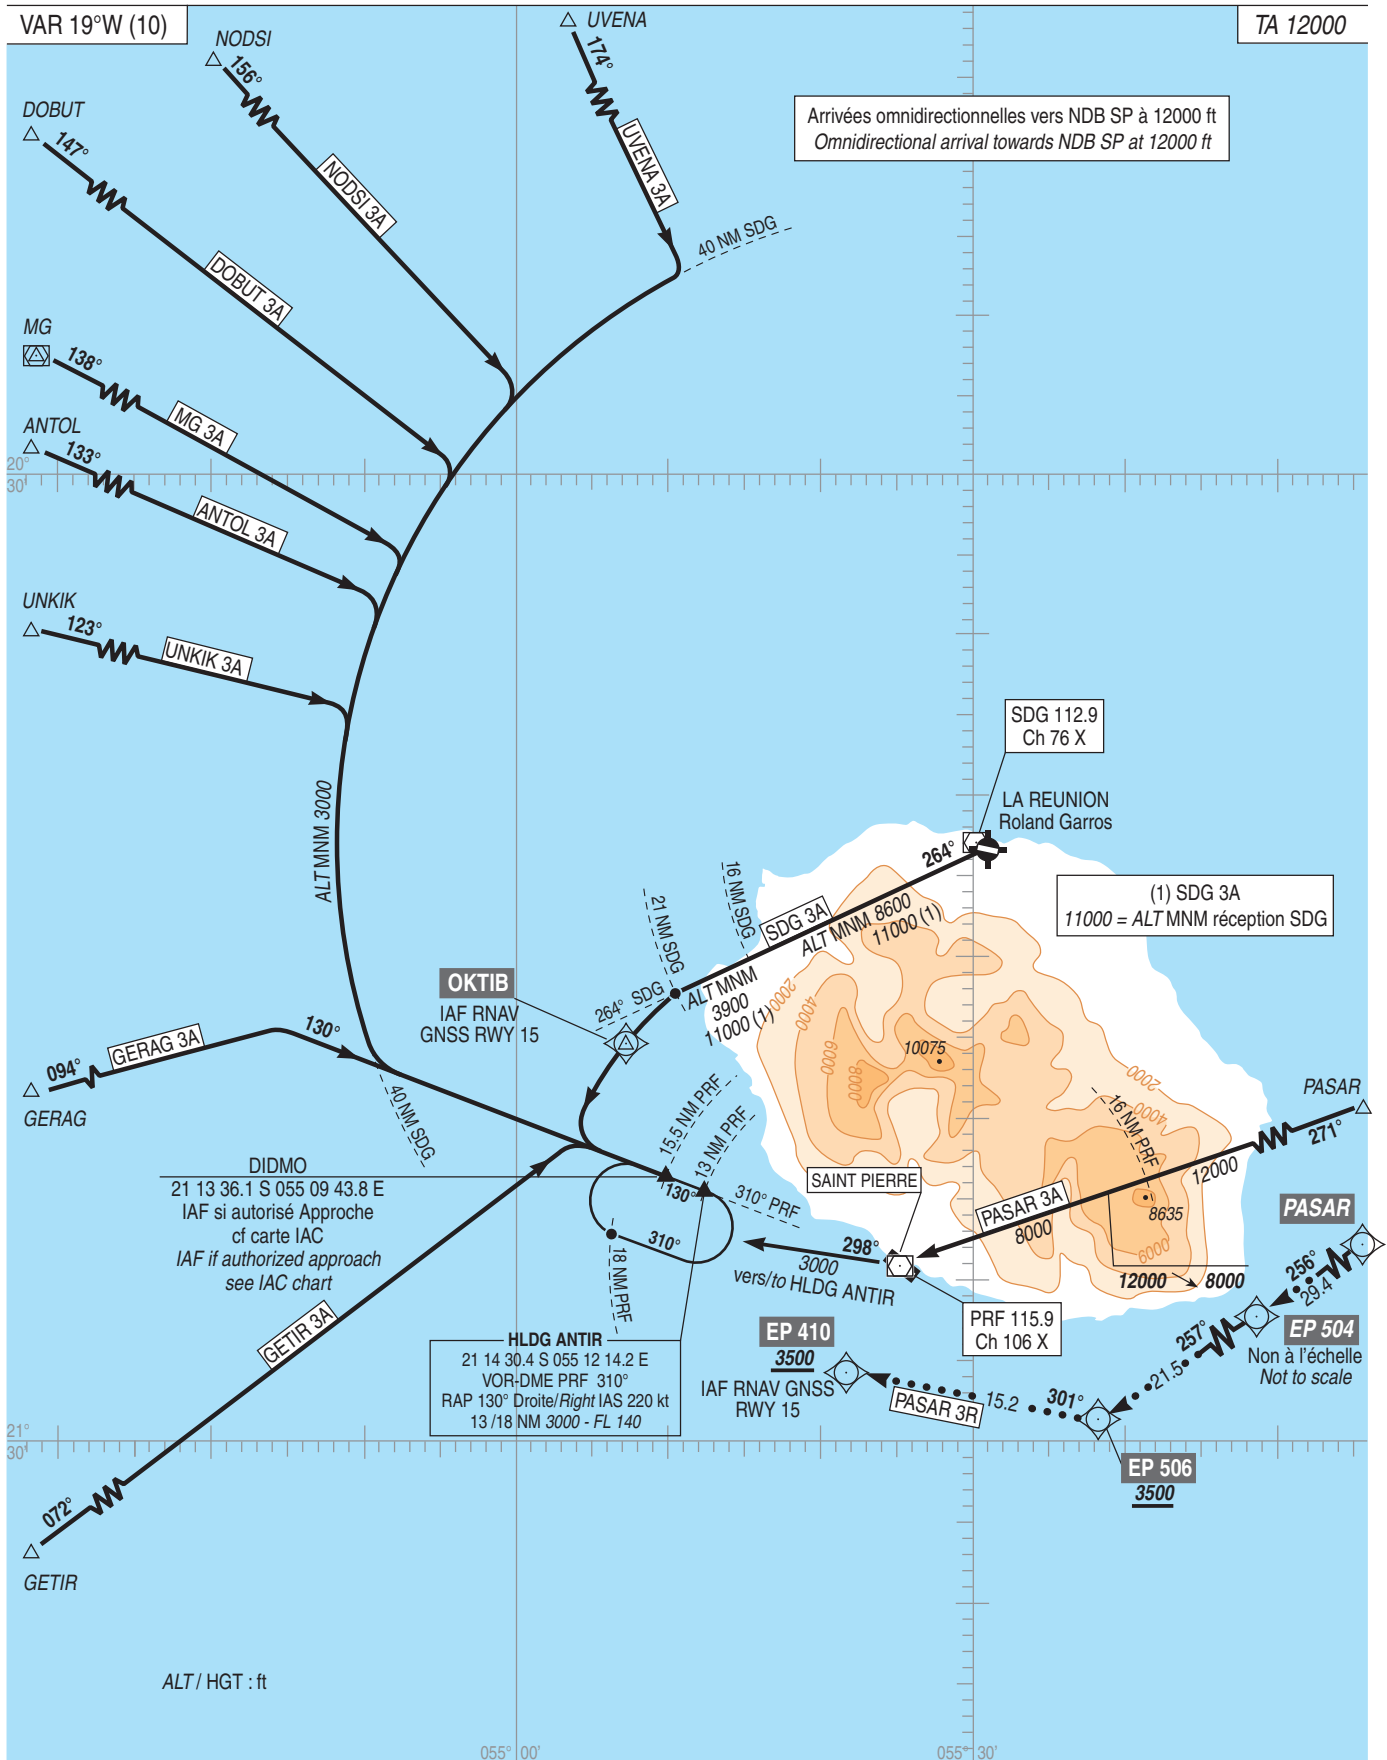 VAR 19°W (10)
TA 12000
UVENA
174°
NODSI
156°
DOBUT
147°
Arrivées omnidirectionnelles vers NDB SP à 12000 ft
Omnidirectional arrival towards NDB SP at 12000 ft
UVENA 3A
NODSI 3A
40 NM SDG
DOBUT 3A
MG
138°
MG 3A
ANTOL
133°
20°
30'
ANTOL 3A
UNKIK
123°
UNKIK 3A
SDG 112.9
Ch 76 X
LA REUNION
Roland Garros
ALT MNM 3000
264°
16 NM SDG
21 NM SDG
SDG 3A
ALT MNM 8600
11000 (1)
(1) SDG 3A
11000 = ALT MNM réception SDG
OKTIB
IAF RNAV
GNSS RWY 15
264° SDG
ALT MNM
3900
11000 (1)
2000
4000
6000
8000
10075
2000
4000
6000
8635
GERAG 3A
130°
094°
GERAG
40 NM SDG
15.5 NM PRF
13 NM PRF
16 NM PRF
PASAR
271°
12000
DIDMO
21 13 36.1 S 055 09 43.8 E
IAF si autorisé Approche
cf carte IAC
IAF if authorized approach
see IAC chart
130°
310° PRF
310°
18 NM PRF
SAINT PIERRE
PASAR 3A
8000
298°
3000
vers/to HLDG ANTIR
12000
8000
PASAR
256°
29.4
GETIR 3A
HLDG ANTIR
21 14 30.4 S 055 12 14.2 E
VOR-DME PRF 310°
RAP 130° Droite/Right IAS 220 kt
13 /18 NM 3000 - FL 140
PRF 115.9
Ch 106 X
EP 410
3500
IAF RNAV GNSS
RWY 15
EP 504
Non à l'échelle
Not to scale
257°
21.5
PASAR 3R
15.2
301°
EP 506
3500
21°
30'
072°
GETIR
ALT / HGT : ft
055° 00'
055° 30'